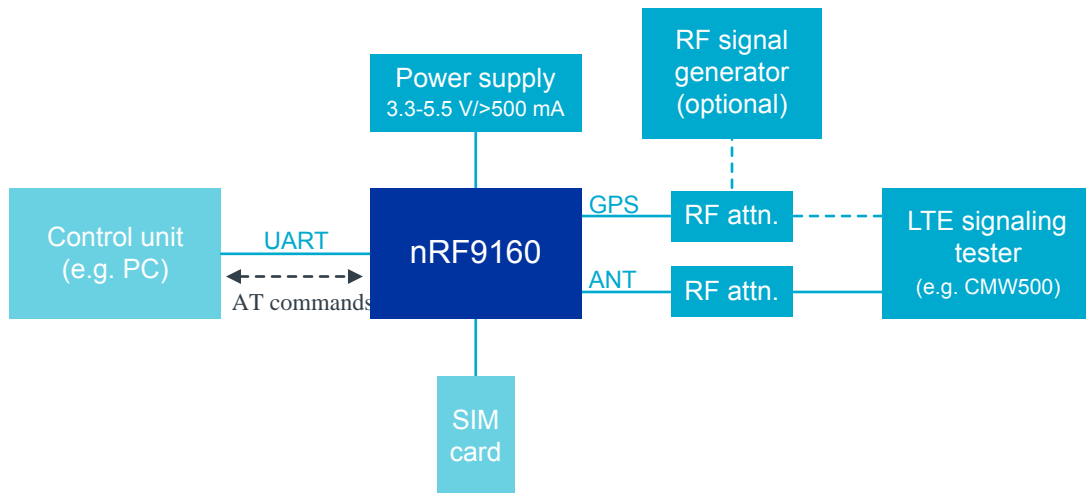 RF signal
generator
(optional)
Power supply
3.3-5.5 V/>500 mA
Control unit
(e.g. PC)
UART
AT commands
nRF9160
GPS
RF attn.
ANT
RF attn.
LTE signaling
tester
(e.g. CMW500)
SIM
card